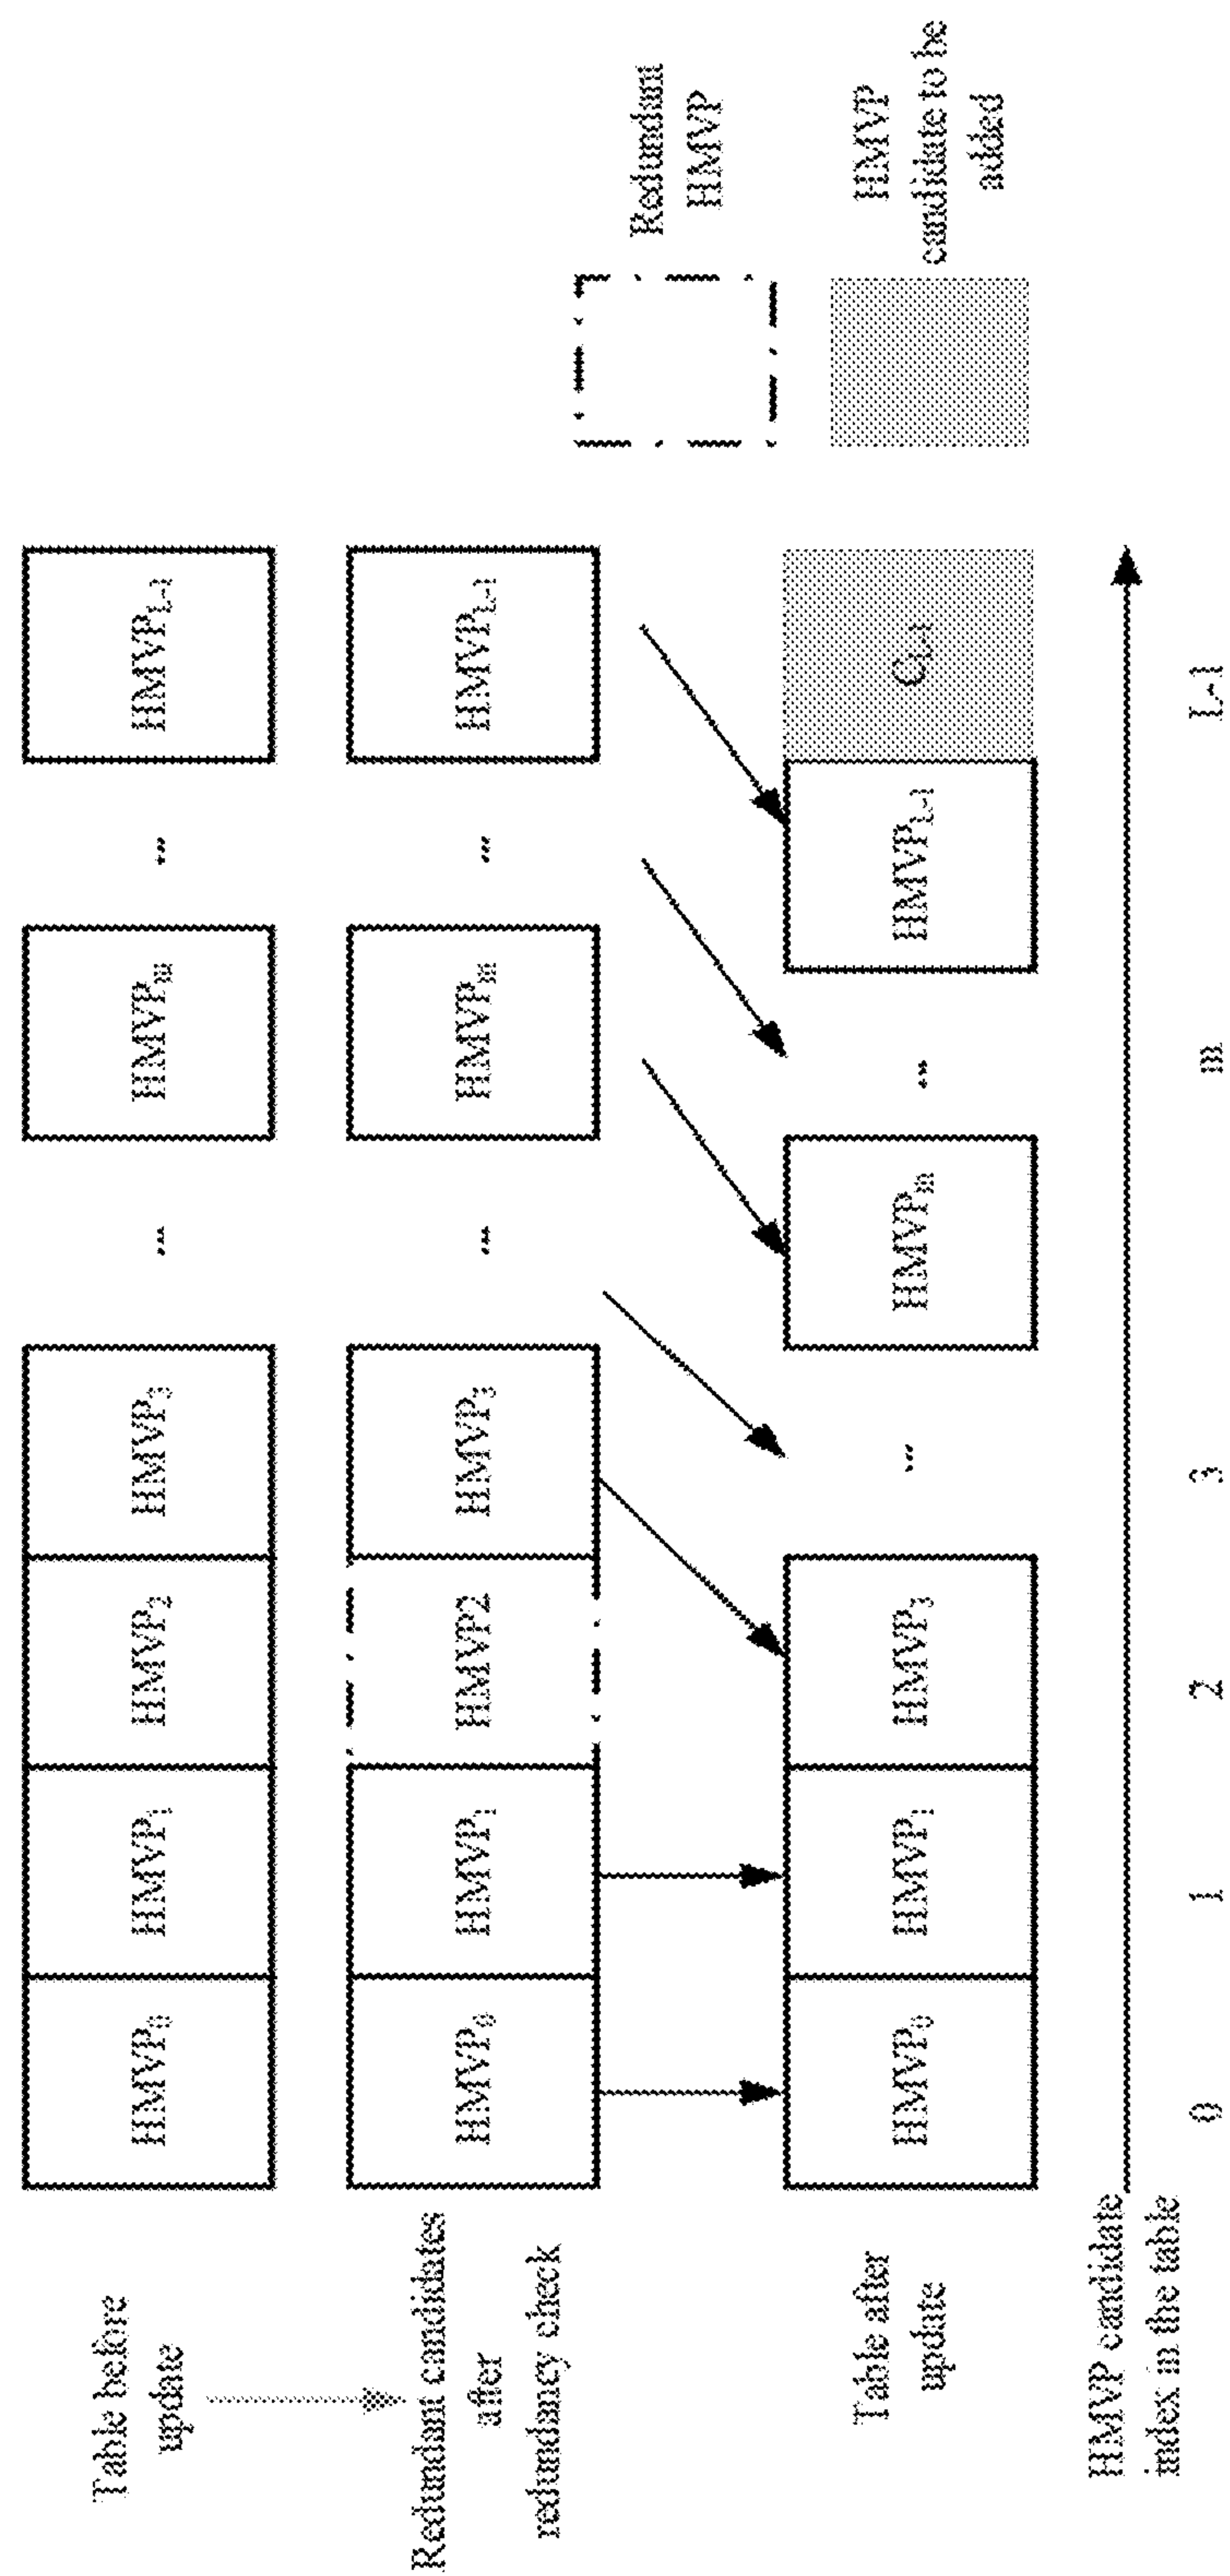 Table before
update
HMVP0
HMVP1
HMVP2
HMVP3
...
HMVPm
...
HMVPL-1
Redundant candidates
after
redundancy check
HMVP0
HMVP1
HMVP2
HMVP3
...
HMVPm
...
HMVPL-1
Redundant
HMVP
Table after
update
HMVP0
HMVP1
HMVP3
...
HMVPm
...
HMVPL-1
CL-1
HMVP
candidate to be
added
HMVP candidate
index in the table
0
1
2
3
m
L-1